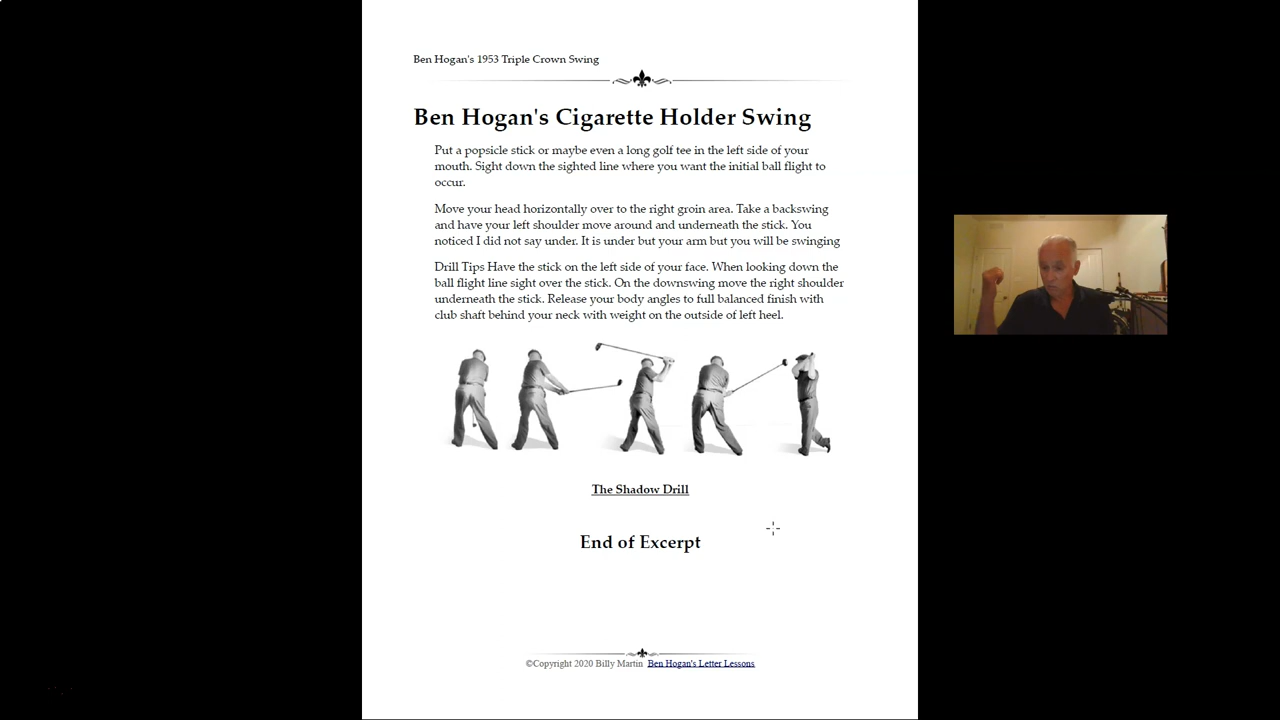 Ben Hogan's 1953 Triple Crown Swing
Ben Hogan's Cigarette Holder Swing
Put a popsicle stick or maybe even a long golf tee in the left side of your
mouth. Sight down the sighted line where you want the initial ball flight to
occur.
Move your head horizontally over to the right groin area. Take a backswing
and have your left shoulder move around and underneath the stick. You
noticed I did not say under. It is under but your arm but you will be swinging
Drill Tips Have the stick on the left side of your face. When looking down the
ball flight line sight over the stick. On the downswing move the right shoulder
underneath the stick. Release your body angles to full balanced finish with
club shaft behind your neck with weight on the outside of left heel.
The Shadow Drill
End of Excerpt
©Copyright 2020 Billy Martin Ben Hogan's Letter Lessons